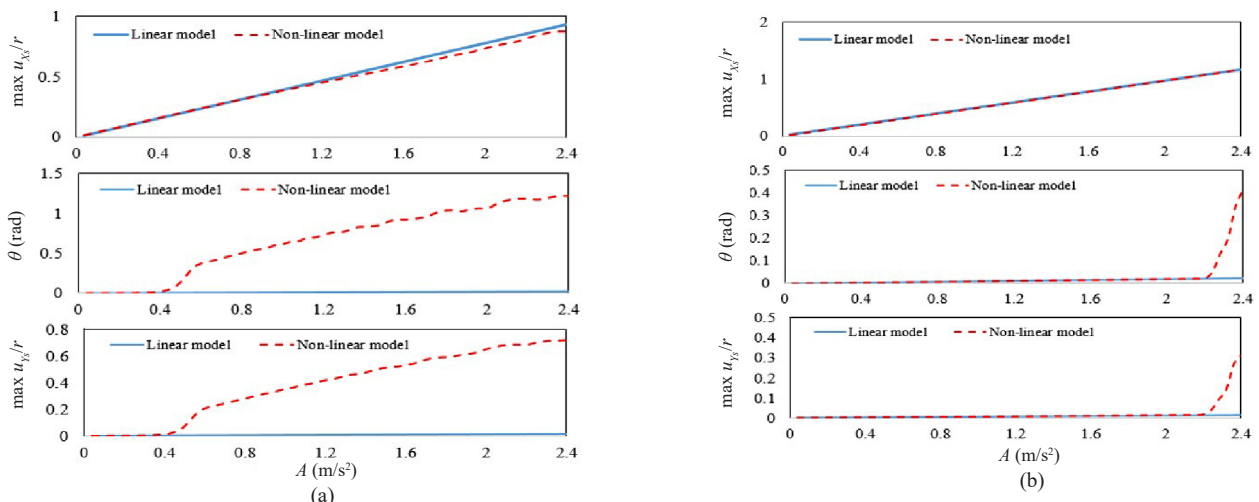 1
Linear model Non-linear model
max u_Xs/r
0.5
0
0 0.4 0.8 1.2 1.6 2 2.4
1.5
Linear model Non-linear model
1
θ (rad)
0.5
0
0 0.4 0.8 1.2 1.6 2 2.4
0.8
Linear model Non-linear model
0.6
max u_Ys/r
0.4
0.2
0
0 0.4 0.8 1.2 1.6 2 2.4
A (m/s²)
(a)
2
Linear model Non-linear model
max u_Xs/r
1
0
0 0.4 0.8 1.2 1.6 2 2.4
0.5
Linear model Non-linear model
0.4
0.3
θ (rad)
0.2
0.1
0
0 0.4 0.8 1.2 1.6 2 2.4
0.5
Linear model Non-linear model
0.4
0.3
max u_Ys/r
0.2
0.1
0
0 0.4 0.8 1.2 1.6 2 2.4
A (m/s²)
(b)